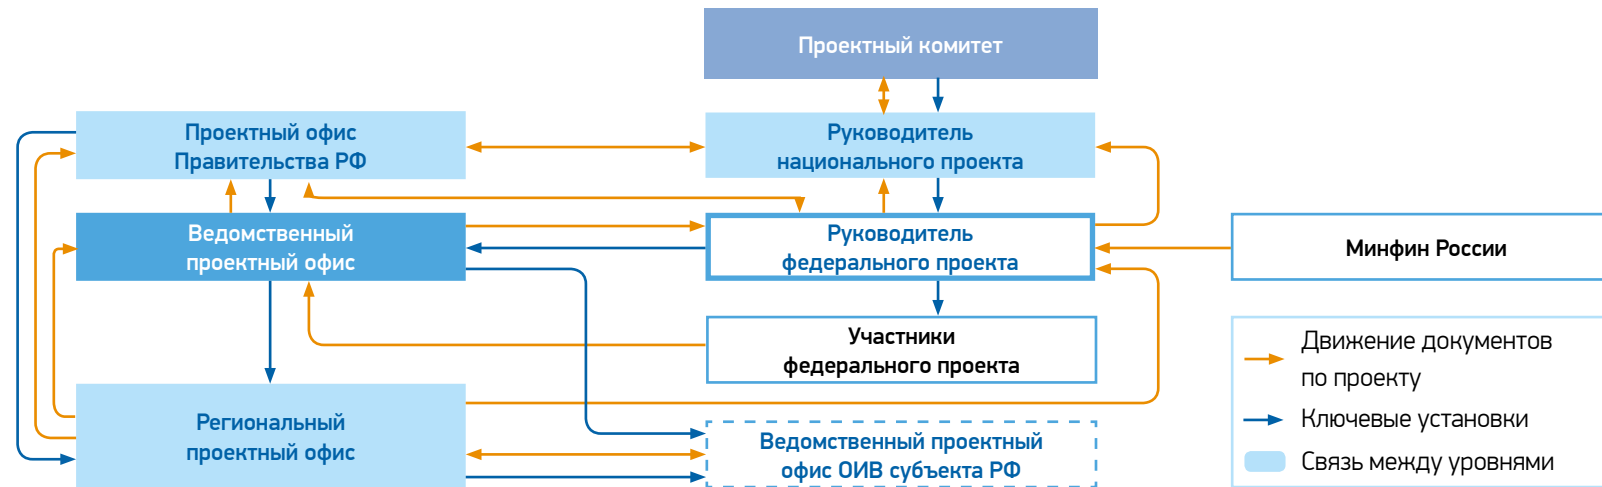 Проектный комитет
Проектный офис
Правительства РФ
Руководитель
национального проекта
Ведомственный
проектный офис
Руководитель
федерального проекта
Минфин России
Участники
федерального проекта
Региональный
проектный офис
Ведомственный проектный
офис ОИВ субъекта РФ
Движение документов
по проекту
Ключевые установки
Связь между уровнями